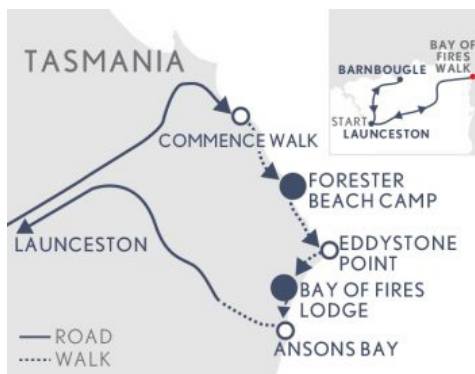 TASMANIA
COMMENCE WALK
FORESTER
BEACH CAMP
EDDYSTONE
POINT
BAY OF FIRES
LODGE
ANSONS BAY
LAUNCESTON
ROAD
WALK
BAY OF
FIRES
WALK
BARNBOUGLE
START
LAUNCESTON